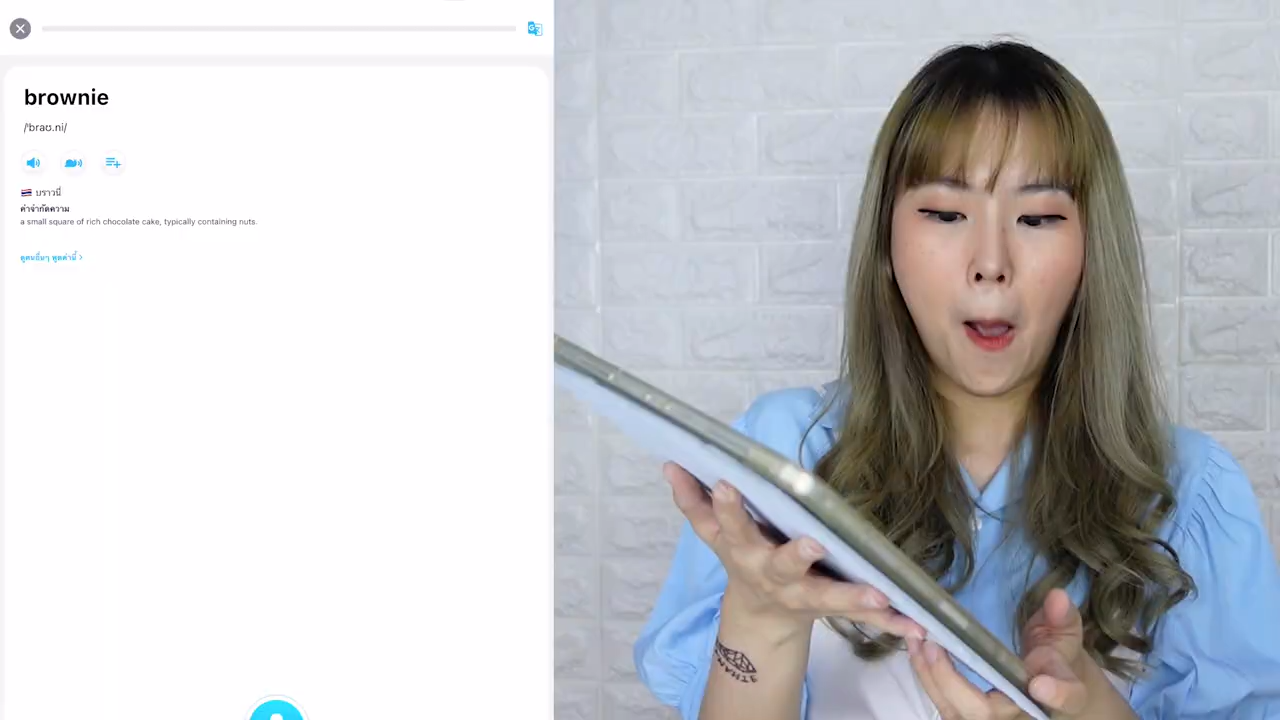 brownie
/ˈbraʊ.ni/
บราวนี่
คำจำกัดความ
a small square of rich chocolate cake, typically containing nuts.
ดูคนอื่นๆ พูดคำนี้ >